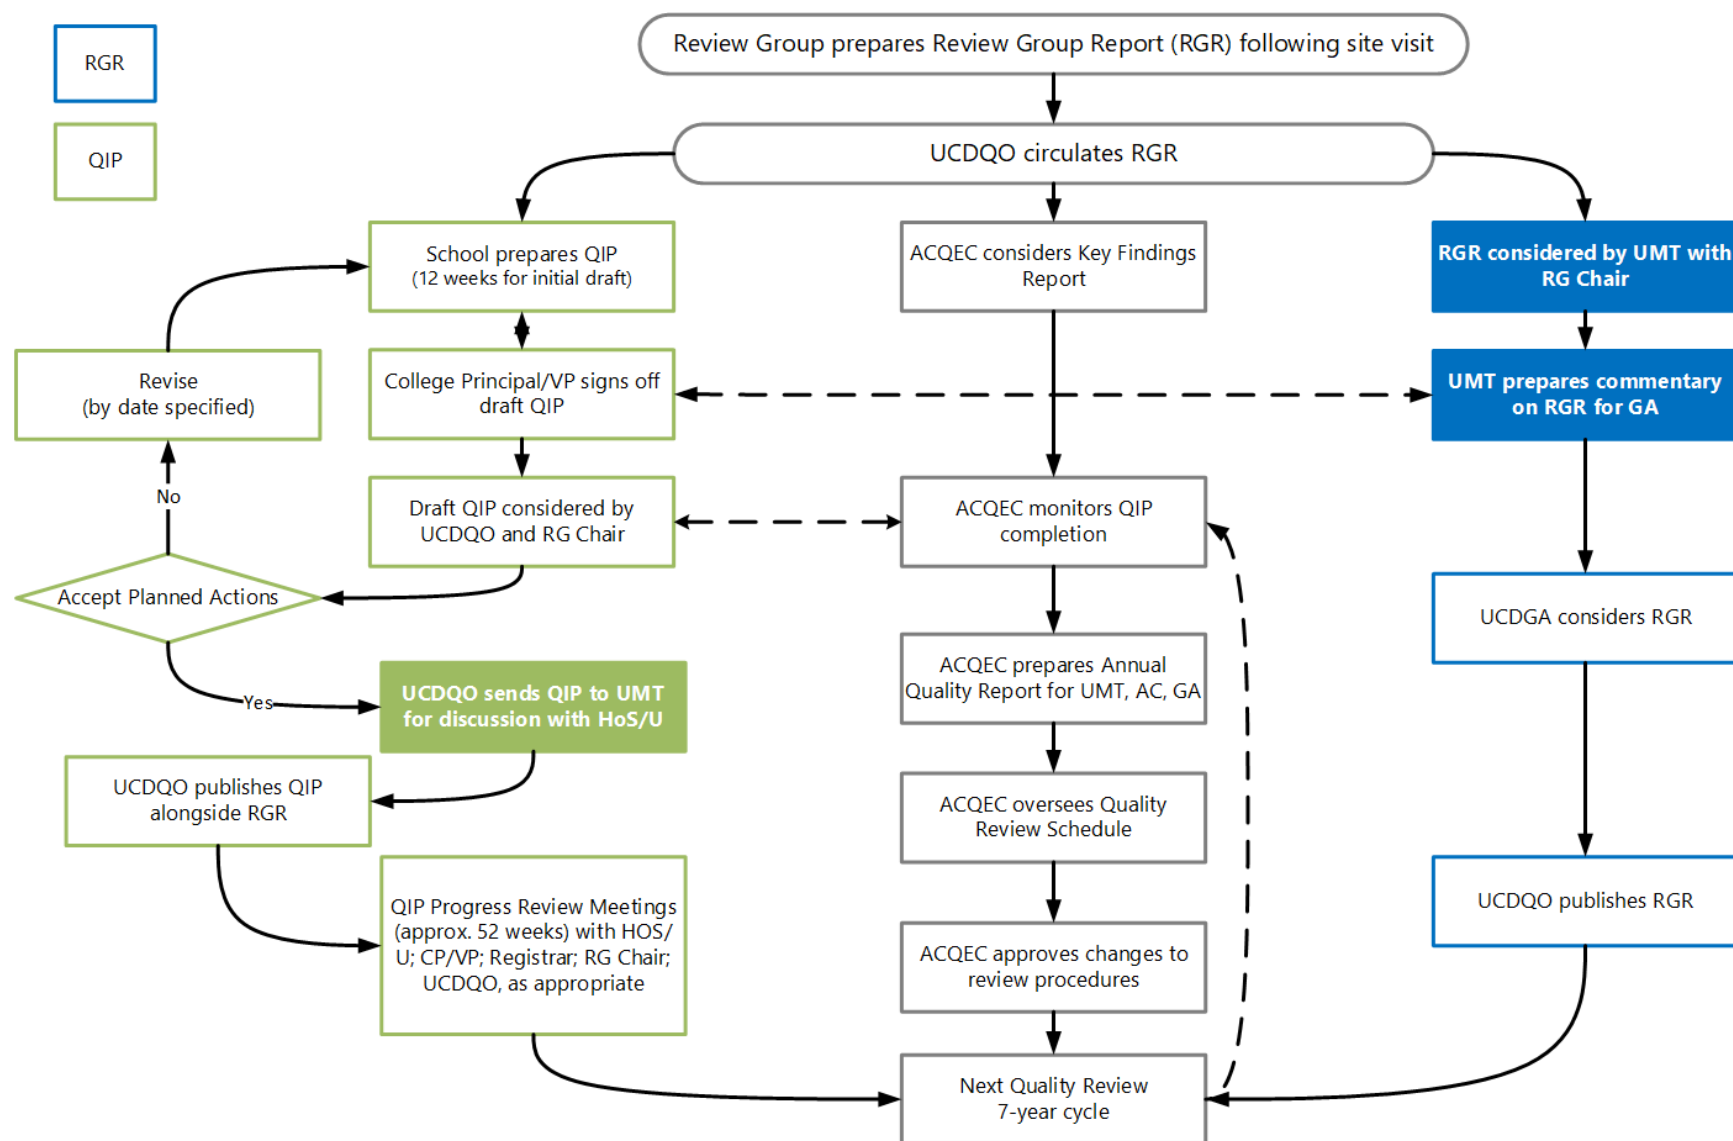 RGR
QIP
Review Group prepares Review Group Report (RGR) following site visit
UCDQO circulates RGR
School prepares QIP
(12 weeks for initial draft)
ACQEC considers Key Findings
Report
RGR considered by UMT with
RG Chair
Revise
(by date specified)
College Principal/VP signs off
draft QIP
UMT prepares commentary
on RGR for GA
No
Draft QIP considered by
UCDQO and RG Chair
ACQEC monitors QIP
completion
Accept Planned Actions
UCDGA considers RGR
Yes
UCDQO sends QIP to UMT
for discussion with HoS/U
ACQEC prepares Annual
Quality Report for UMT, AC, GA
UCDQO publishes QIP
alongside RGR
ACQEC oversees Quality
Review Schedule
QIP Progress Review Meetings
(approx. 52 weeks) with HOS/
U; CP/VP; Registrar; RG Chair;
UCDQO, as appropriate
ACQEC approves changes to
review procedures
UCDQO publishes RGR
Next Quality Review
7-year cycle